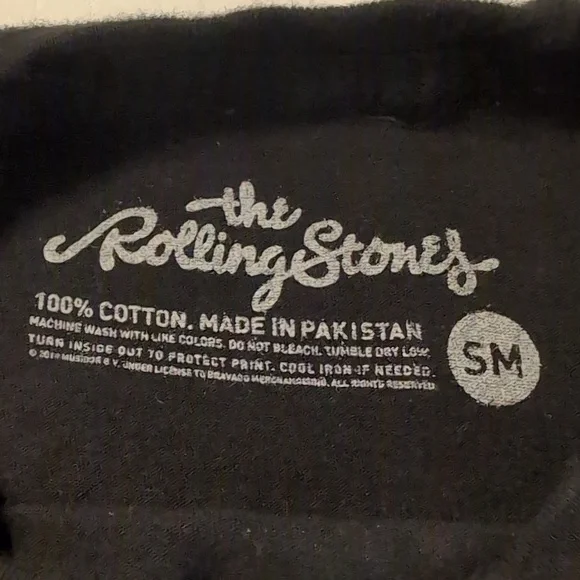 the
Rolling Stones
100% COTTON. MADE IN PAKISTAN
MACHINE WASH WITH LIKE COLORS. DO NOT BLEACH. TUMBLE DRY LOW.
TURN INSIDE OUT TO PROTECT PRINT. COOL IRON IF NEEDED.
© MUSIDOR B.V. UNDER LICENSE TO BRAVADO MERCHANDISING. ALL RIGHTS RESERVED
SM